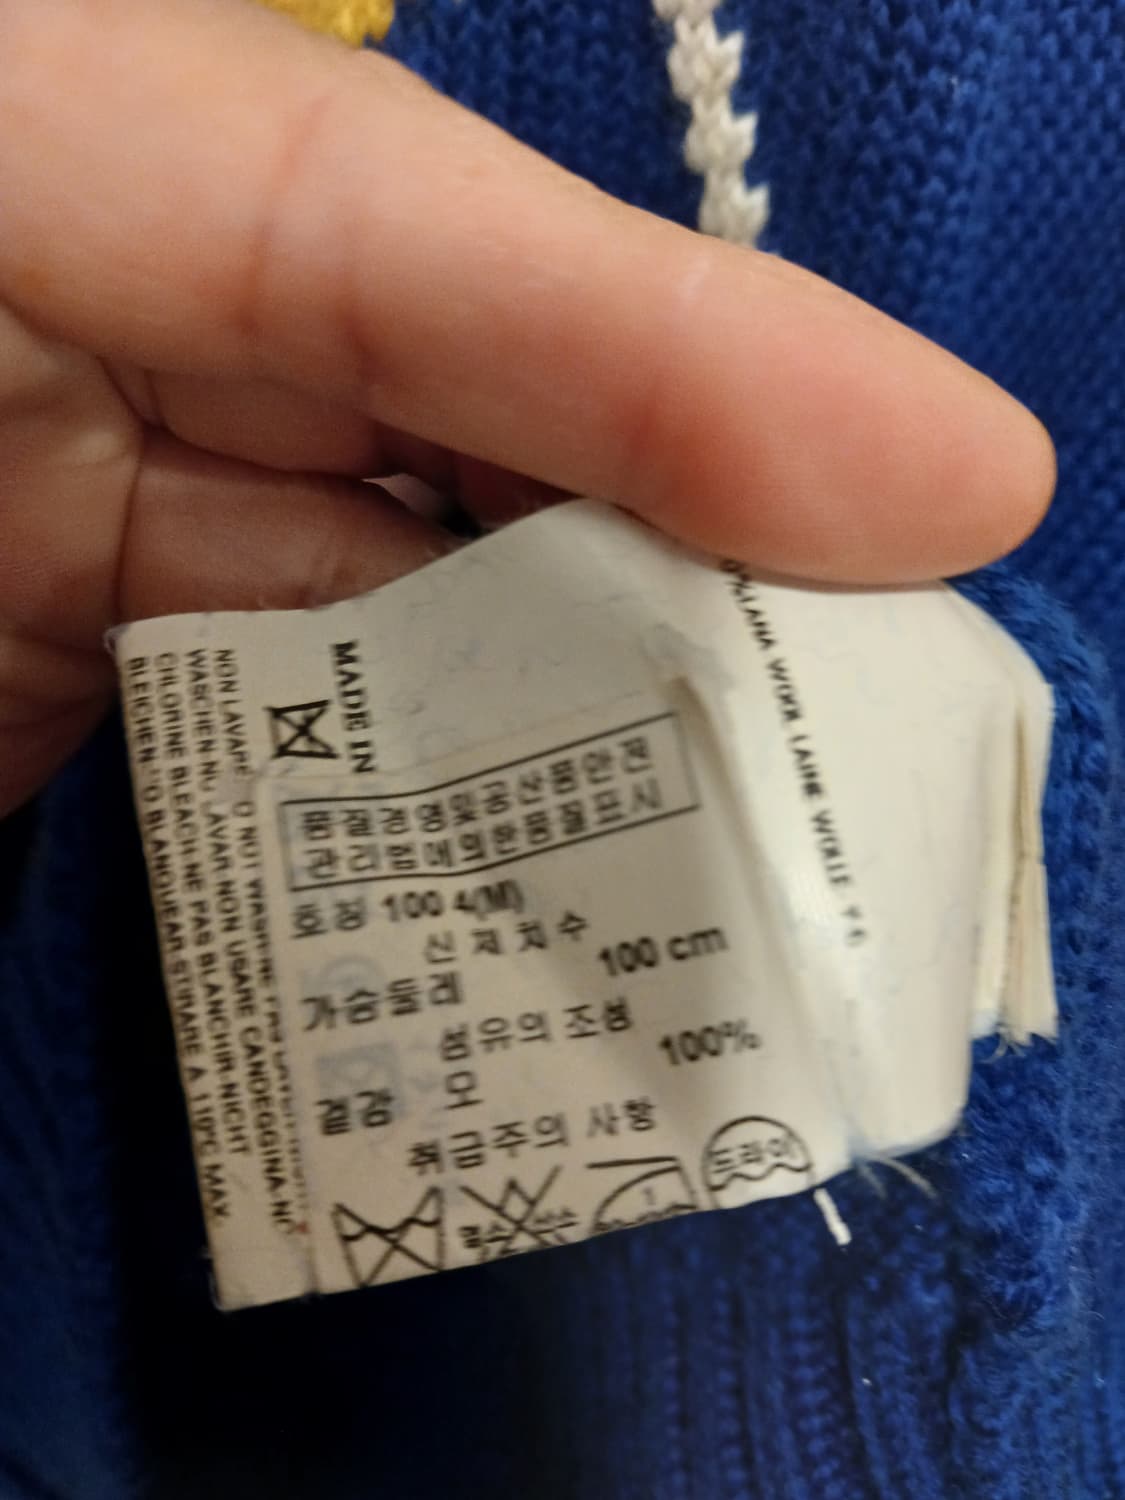 MADE IN
NON LAVARE
NOT WASH
WASCHEN
LAVAR-NON USARE CANDEGGINA-NO
CHLORINE BLEACH-NE PAS BLANCHIR-NICHT
BLEICHEN-NO BLANQUEAR-STIRARE A 110°C MAX.
LANA WOOL LAINE WOLLE
품질경영및공산품안전
관리법에의한품질표시
호칭 100 4(M)
신체치수
가슴둘레 100 cm
섬유의 조성
겉감 모 100%
취급주의 사항
드라이